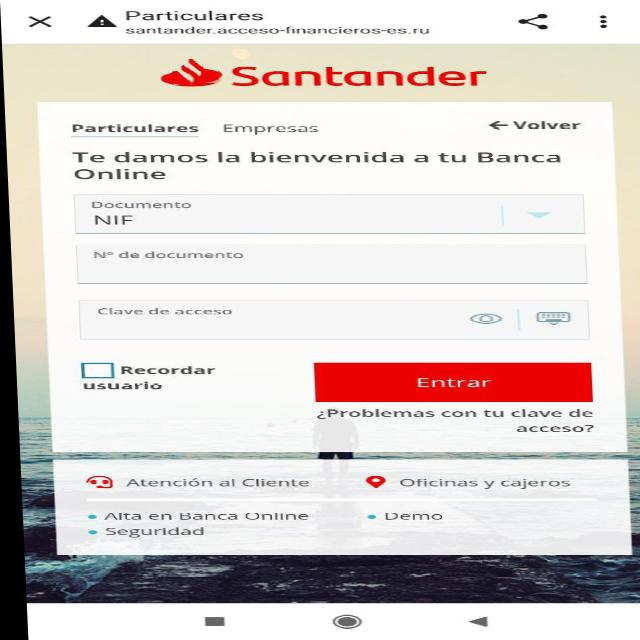 Particulares
santander.acceso-financieros-es.ru
Santander
Particulares Empresas ← Volver
Te damos la bienvenida a tu Banca
Online
Documento
NIF
Nº de documento
Clave de acceso
Recordar
usuario
Entrar
¿Problemas con tu clave de
acceso?
Atención al Cliente Oficinas y cajeros
Alta en Banca Online Demo
Seguridad